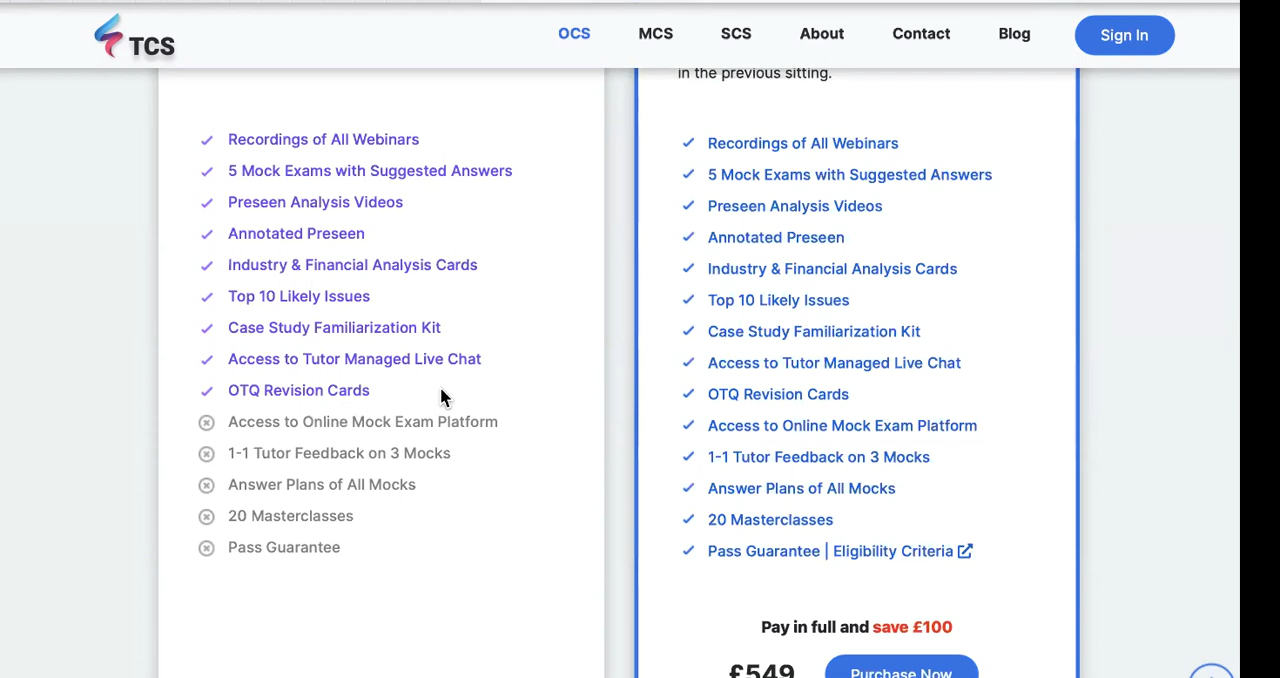 TCS
OCS
MCS
SCS
About
Contact
Blog
Sign In
Recordings of All Webinars
5 Mock Exams with Suggested Answers
Preseen Analysis Videos
Annotated Preseen
Industry & Financial Analysis Cards
Top 10 Likely Issues
Case Study Familiarization Kit
Access to Tutor Managed Live Chat
OTQ Revision Cards
Access to Online Mock Exam Platform
1-1 Tutor Feedback on 3 Mocks
Answer Plans of All Mocks
20 Masterclasses
Pass Guarantee
in the previous sitting.
Recordings of All Webinars
5 Mock Exams with Suggested Answers
Preseen Analysis Videos
Annotated Preseen
Industry & Financial Analysis Cards
Top 10 Likely Issues
Case Study Familiarization Kit
Access to Tutor Managed Live Chat
OTQ Revision Cards
Access to Online Mock Exam Platform
1-1 Tutor Feedback on 3 Mocks
Answer Plans of All Mocks
20 Masterclasses
Pass Guarantee | Eligibility Criteria
Pay in full and save £100
£549
Purchase Now